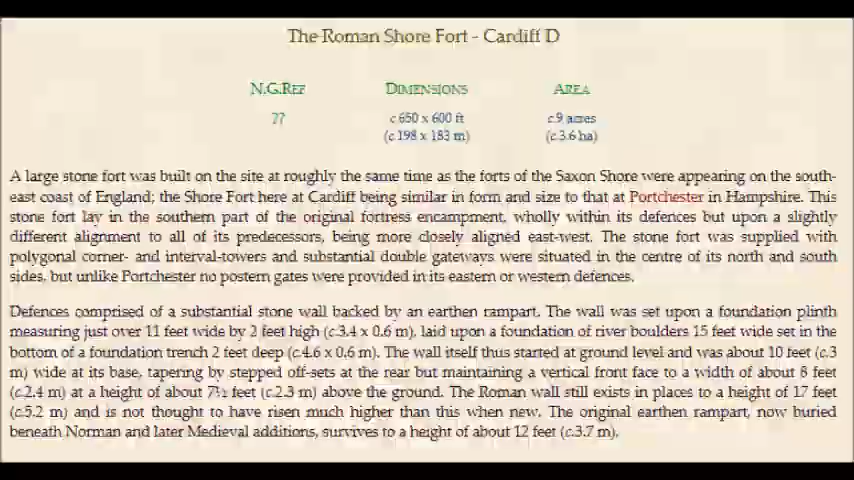 The Roman Shore Fort - Cardiff D
N.G.Ref Dimensions Area
?? c.650 x 600 ft c.9 acres
(c.198 x 183 m) (c.3.6 ha)
A large stone fort was built on the site at roughly the same time as the forts of the Saxon Shore were appearing on the south-
east coast of England; the Shore Fort here at Cardiff being similar in form and size to that at Portchester in Hampshire. This
stone fort lay in the southern part of the original fortress encampment, wholly within its defences but upon a slightly
different alignment to all of its predecessors, being more closely aligned east-west. The stone fort was supplied with
polygonal corner- and interval-towers and substantial double gateways were situated in the centre of its north and south
sides, but unlike Portchester no postern gates were provided in its eastern or western defences.
Defences comprised of a substantial stone wall backed by an earthen rampart. The wall was set upon a foundation plinth
measuring just over 11 feet wide by 2 feet high (c.3.4 x 0.6 m), laid upon a foundation of river boulders 15 feet wide set in the
bottom of a foundation trench 2 feet deep (c.4.6 x 0.6 m). The wall itself thus started at ground level and was about 10 feet (c.3
m) wide at its base, tapering by stepped off-sets at the rear but maintaining a vertical front face to a width of about 8 feet
(c.2.4 m) at a height of about 7½ feet (c.2.3 m) above the ground. The Roman wall still exists in places to a height of 17 feet
(c.5.2 m) and is not thought to have risen much higher than this when new. The original earthen rampart, now buried
beneath Norman and later Medieval additions, survives to a height of about 12 feet (c.3.7 m).